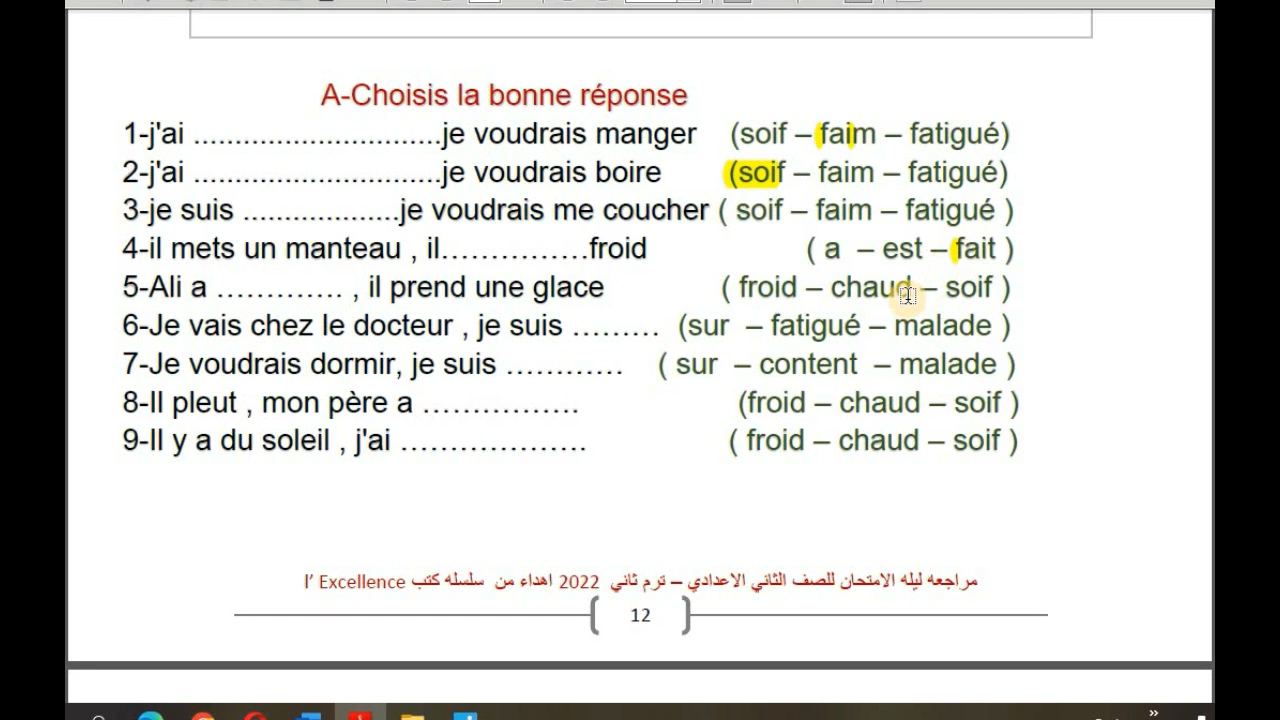 A-Choisis la bonne réponse
1-j'ai ...............................je voudrais manger (soif – faim – fatigué)
2-j'ai ...............................je voudrais boire (soif – faim – fatigué)
3-je suis ...................je voudrais me coucher ( soif – faim – fatigué )
4-il mets un manteau , il……………froid ( a – est – fait )
5-Ali a …………. , il prend une glace ( froid – chaud – soif )
6-Je vais chez le docteur , je suis ……… (sur – fatigué – malade )
7-Je voudrais dormir, je suis ………… ( sur – content – malade )
8-Il pleut , mon père a ……………. (froid – chaud – soif )
9-Il y a du soleil , j'ai ………………. ( froid – chaud – soif )
مراجعه ليله الامتحان للصف الثاني الاعدادي – ترم ثاني 2022 اهداء من سلسله كتب l’ Excellence
12